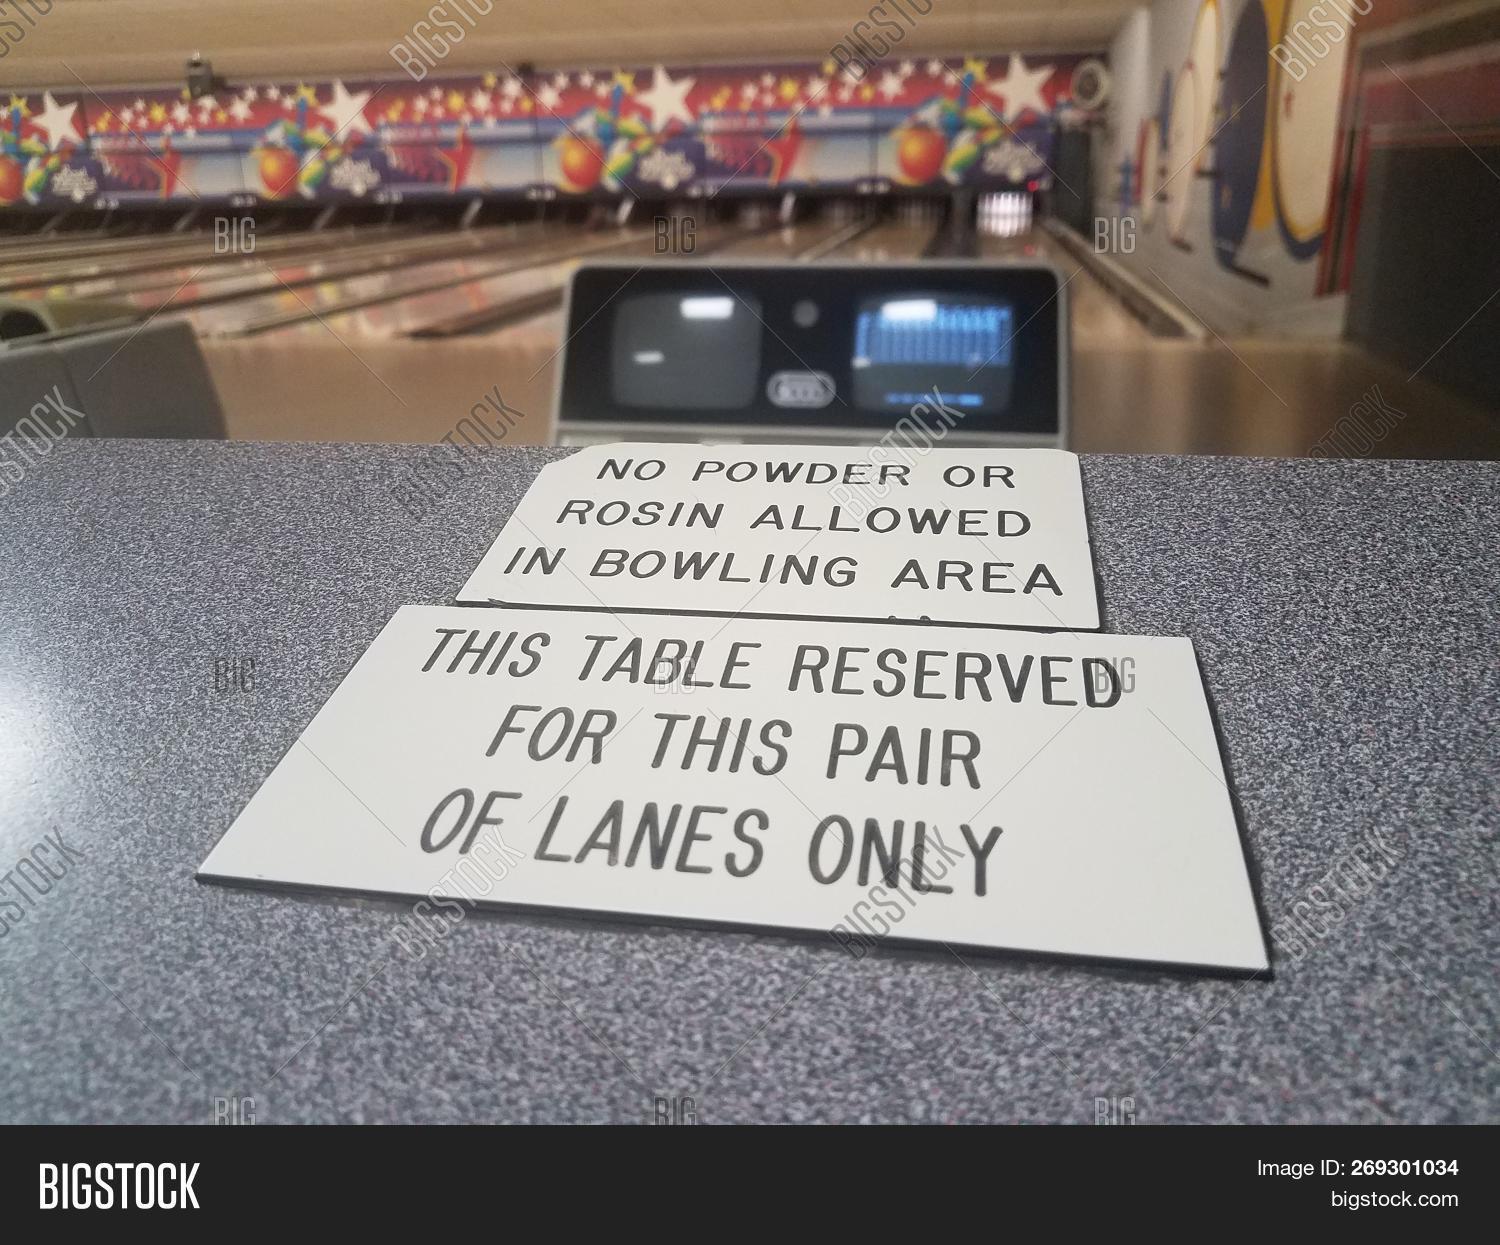 NO POWDER OR
ROSIN ALLOWED
IN BOWLING AREA
THIS TABLE RESERVED
FOR THIS PAIR
OF LANES ONLY
BIGSTOCK
Image ID: 269301034
bigstock.com